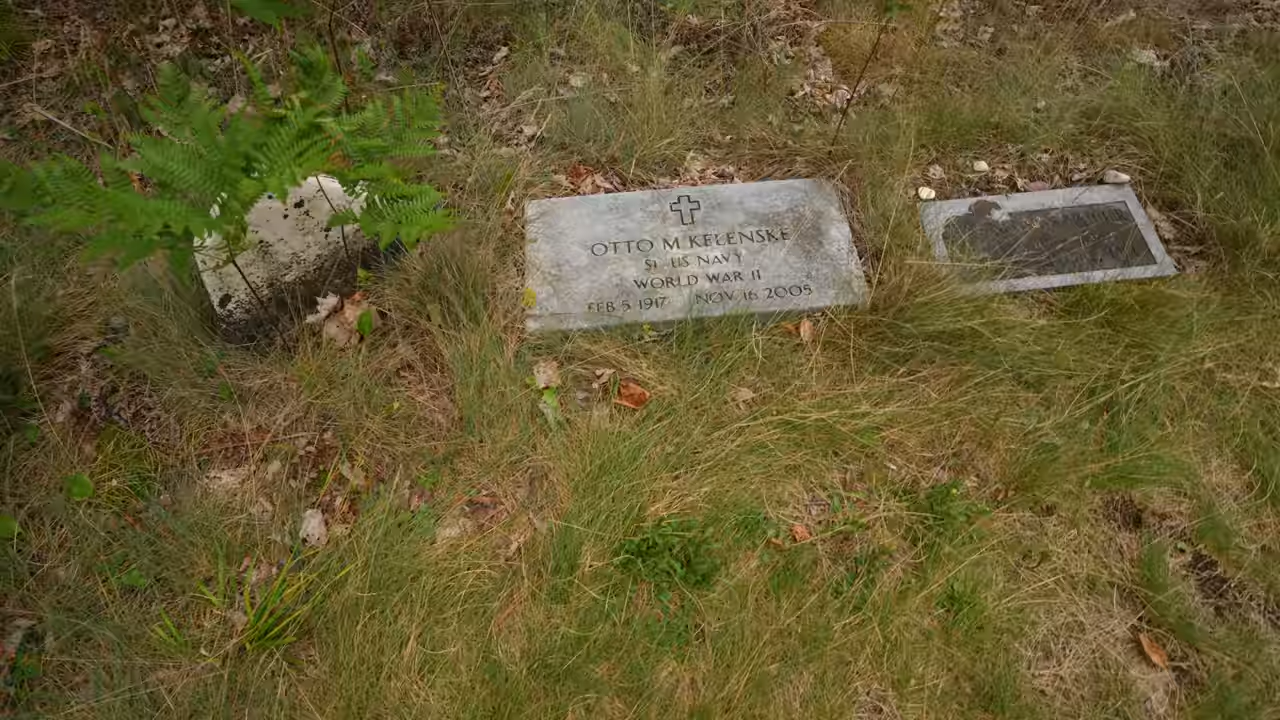 OTTO M KELENSKE
S1 US NAVY
WORLD WAR II
FEB 5 1917 NOV 16 2005